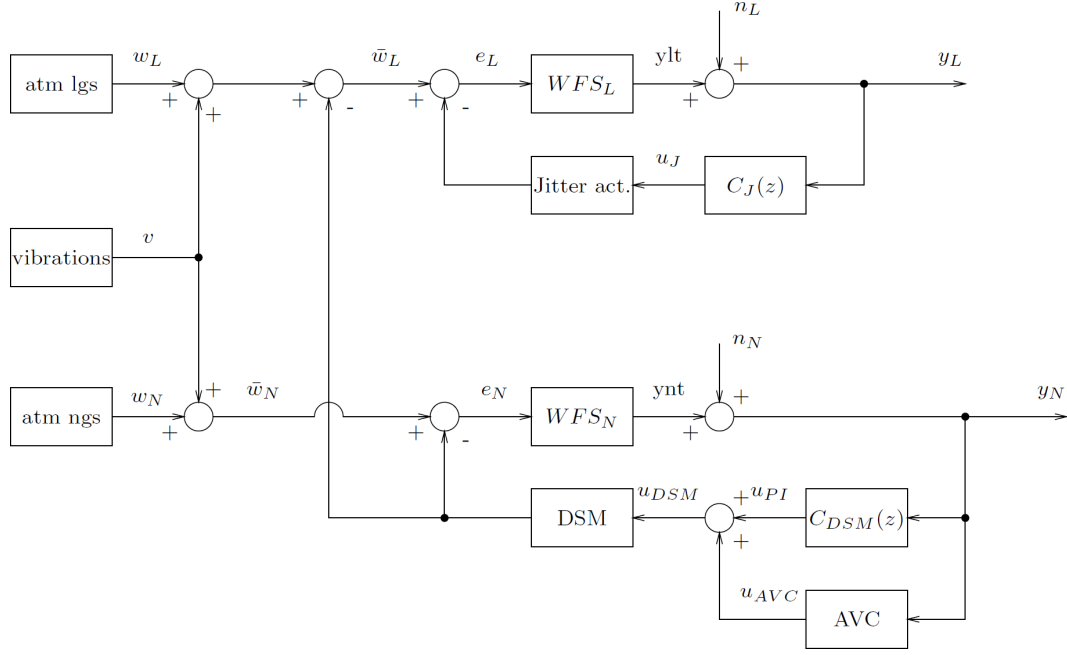 n_L
w_L
w̄_L
e_L
ylt
y_L
atm lgs
WFS_L
+
+
+
+
+
+
-
-
u_J
Jitter act.
C_J(z)
v
vibrations
n_N
w_N
w̄_N
e_N
ynt
y_N
atm ngs
WFS_N
+
+
+
+
+
-
u_DSM
u_PI
+
DSM
C_DSM(z)
+
u_AVC
AVC